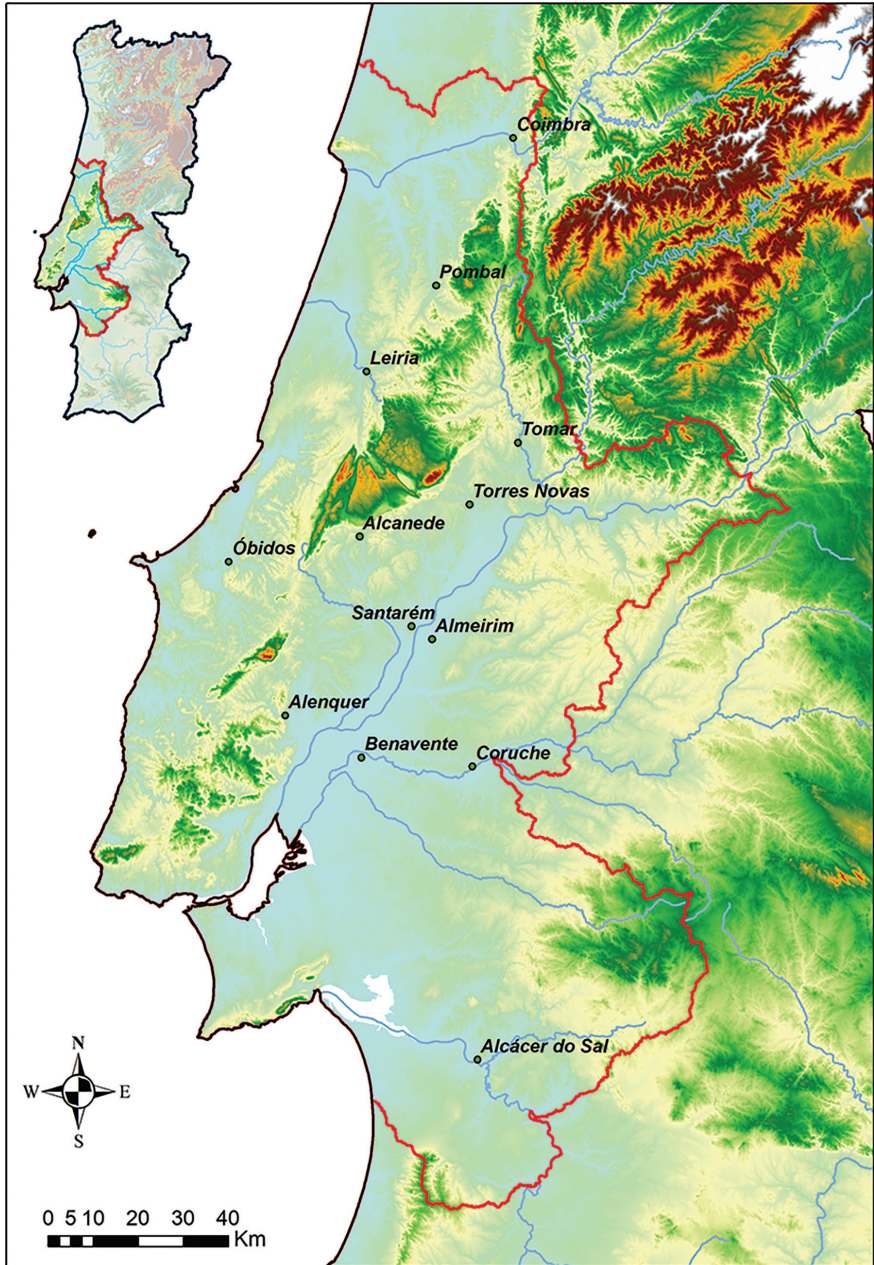 Coimbra
Pombal
Leiria
Tomar
Torres Novas
Alcanede
Óbidos
Santarém
Almeirim
Alenquer
Benavente
Coruche
Alcácer do Sal
N
W E
S
0 5 10 20 30 40
Km